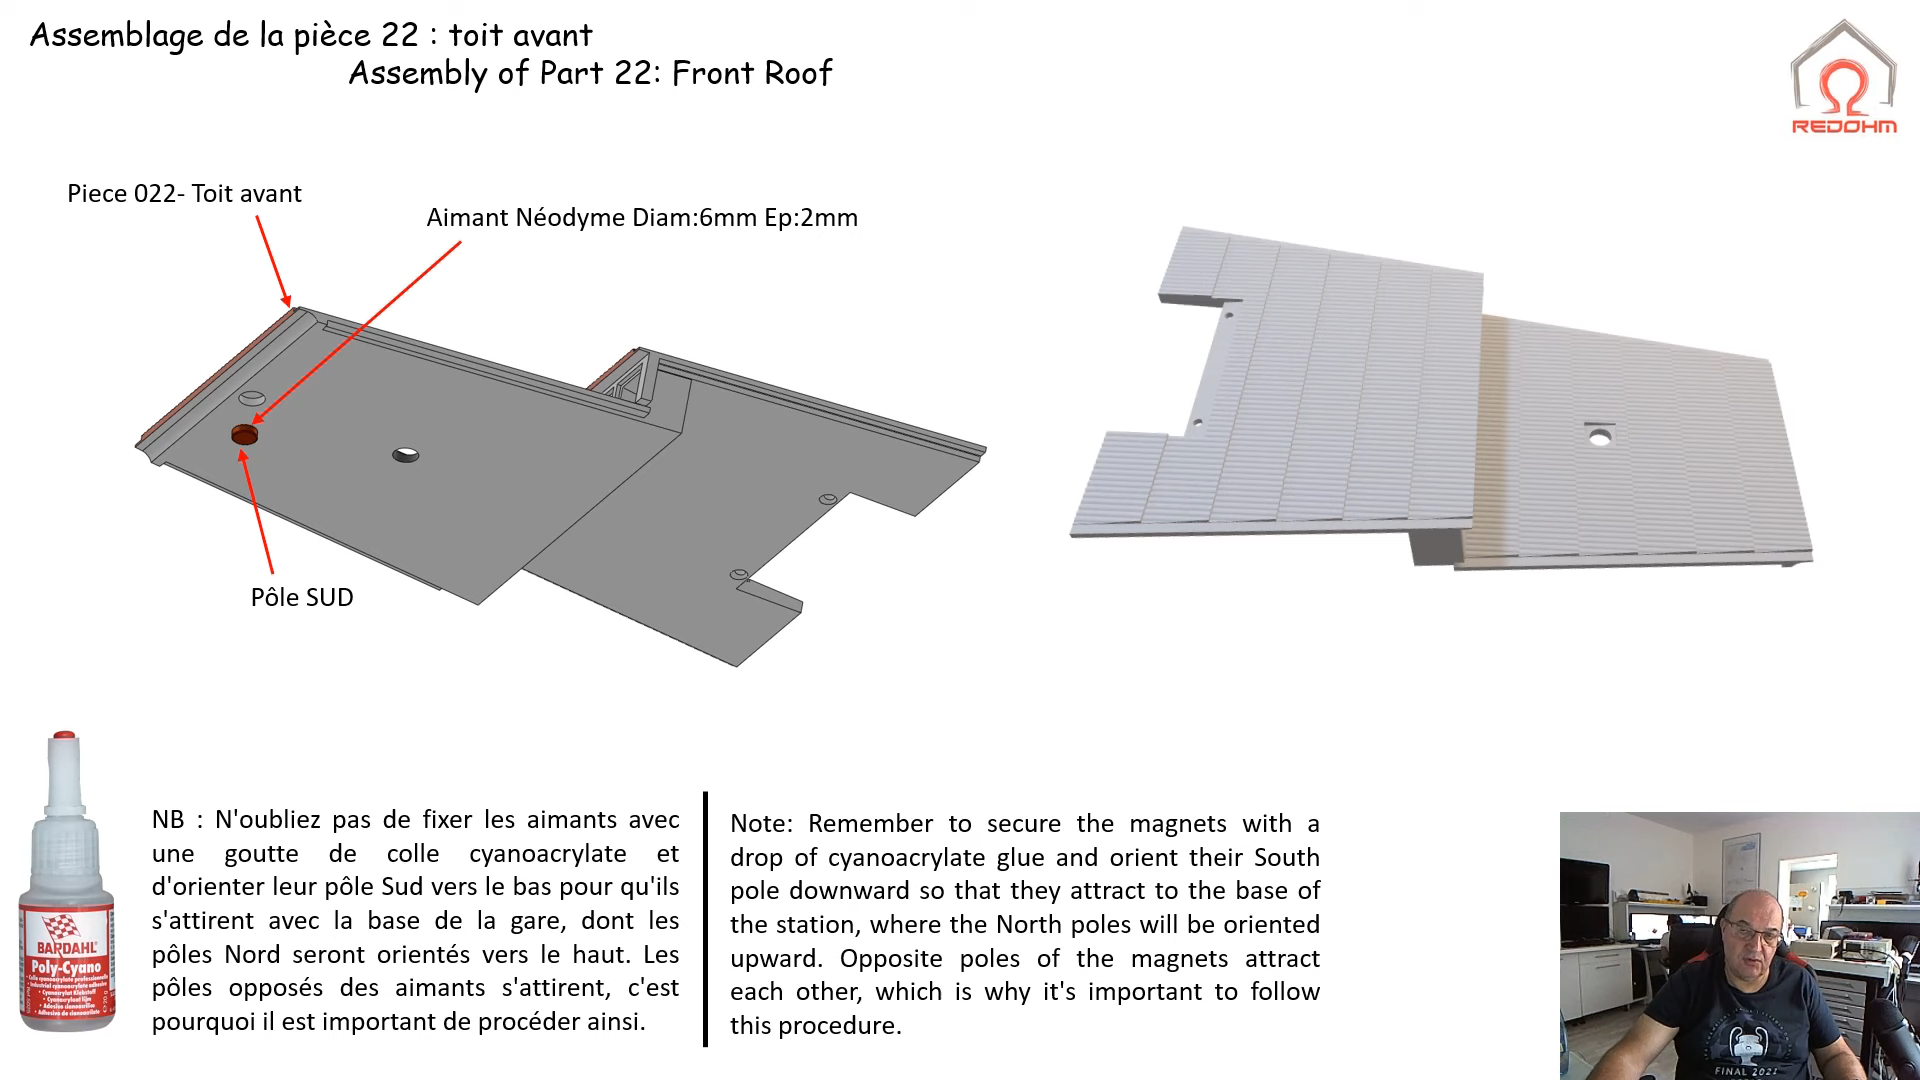 Assemblage de la pièce 22 : toit avant
Assembly of Part 22: Front Roof
REDOHM
Piece 022- Toit avant
Aimant Néodyme Diam:6mm Ep:2mm
Pôle SUD
NB : N'oubliez pas de fixer les aimants avec
une goutte de colle cyanoacrylate et
d'orienter leur pôle Sud vers le bas pour qu'ils
s'attirent avec la base de la gare, dont les
pôles Nord seront orientés vers le haut. Les
pôles opposés des aimants s'attirent, c'est
pourquoi il est important de procéder ainsi.
Note: Remember to secure the magnets with a
drop of cyanoacrylate glue and orient their South
pole downward so that they attract to the base of
the station, where the North poles will be oriented
upward. Opposite poles of the magnets attract
each other, which is why it's important to follow
this procedure.
BARDAHL
Poly-Cyano
FINAL 2021